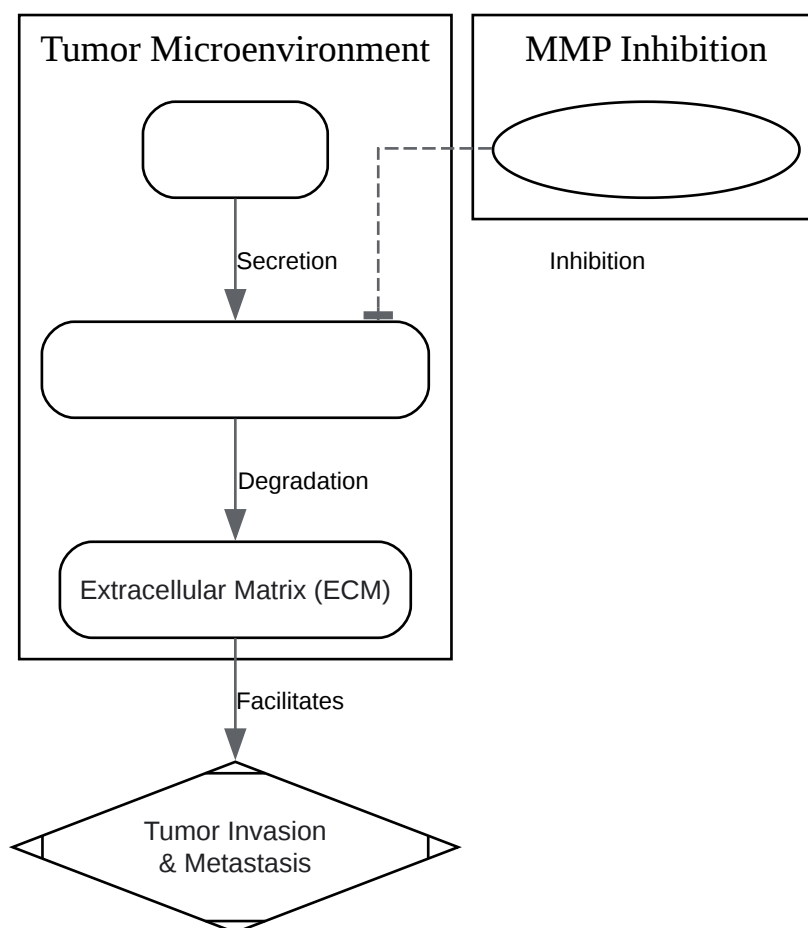 Tumor Microenvironment
MMP Inhibition
Secretion
Inhibition
Degradation
Extracellular Matrix (ECM)
Facilitates
Tumor Invasion
& Metastasis